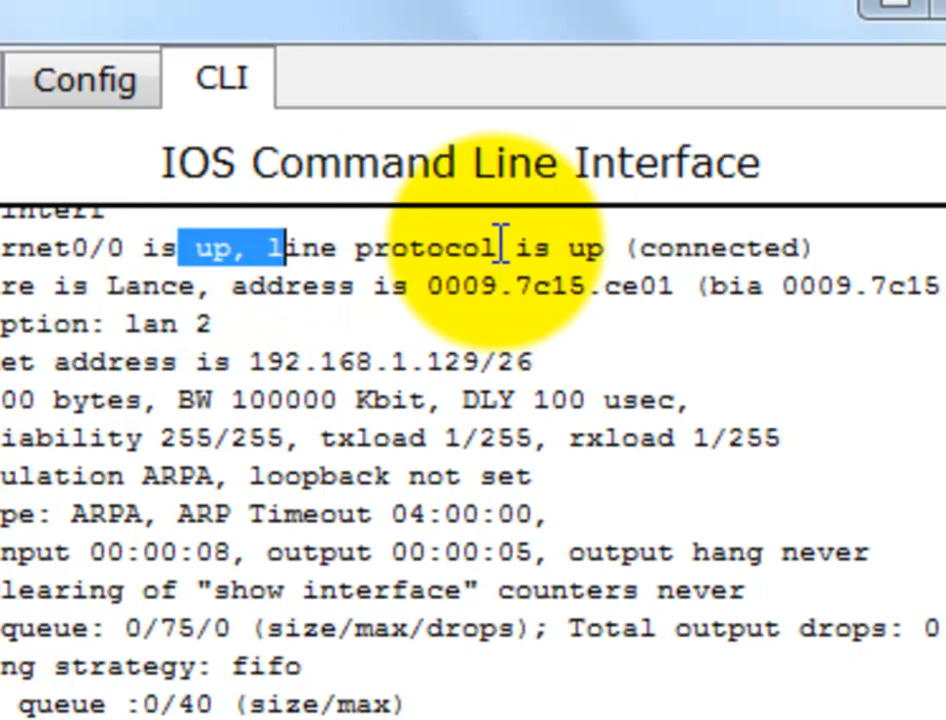 Config
CLI
IOS Command Line Interface
rnet0/0 is up, line protocol is up (connected)
re is Lance, address is 0009.7c15.ce01 (bia 0009.7c15
ption: lan 2
et address is 192.168.1.129/26
00 bytes, BW 100000 Kbit, DLY 100 usec,
iability 255/255, txload 1/255, rxload 1/255
ulation ARPA, loopback not set
pe: ARPA, ARP Timeout 04:00:00,
nput 00:00:08, output 00:00:05, output hang never
learing of "show interface" counters never
queue: 0/75/0 (size/max/drops); Total output drops: 0
ng strategy: fifo
queue :0/40 (size/max)